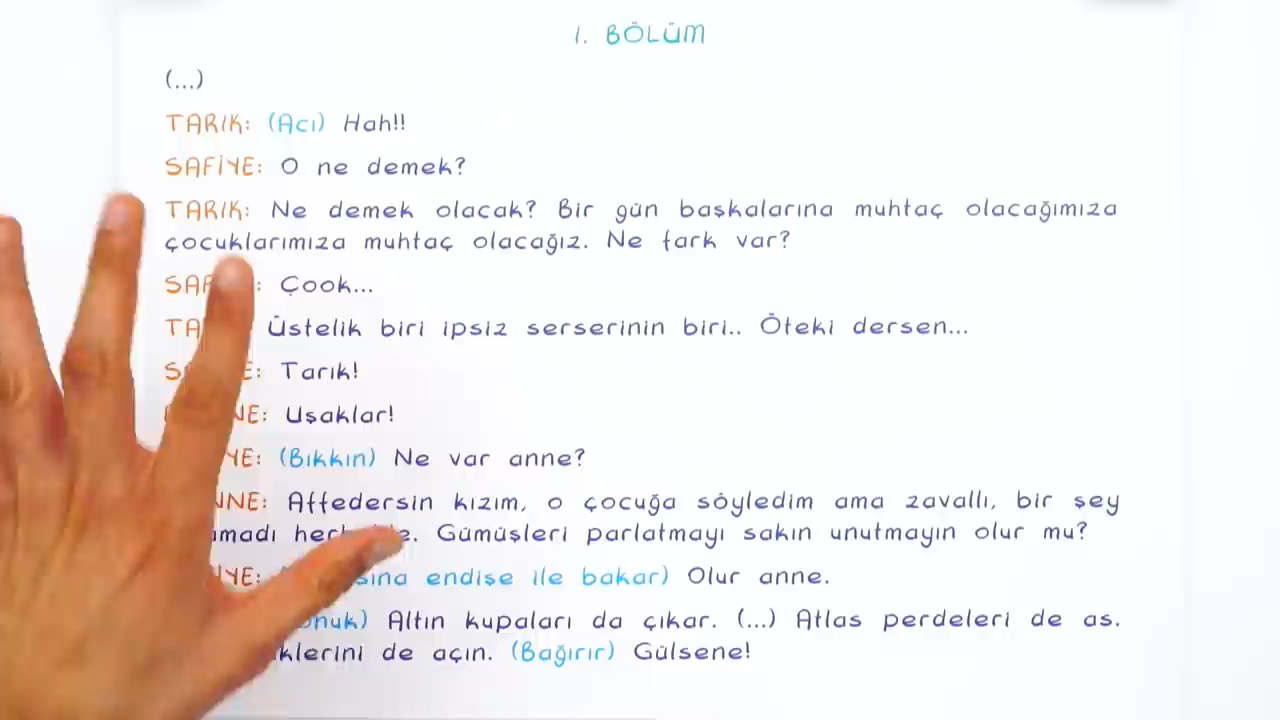 1. BÖLÜM
(...)
TARIK: (Acı) Hah!!
SAFİYE: O ne demek?
TARIK: Ne demek olacak? Bir gün başkalarına muhtaç olacağımıza
çocuklarımıza muhtaç olacağız. Ne fark var?
Çook...
Üstelik biri ipsiz serserinin biri.. Öteki dersen...
Tarık!
Uşaklar!
(Bıkkın) Ne var anne?
Affedersin kızım, o çocuğa söyledim ama zavallı, bir şey
Gümüşleri parlatmayı sakın unutmayın olur mu?
endişe ile bakar) Olur anne.
Altın kupaları da çıkar. (...) Atlas perdeleri de as.
de açın. (Bağırır) Gülsene!